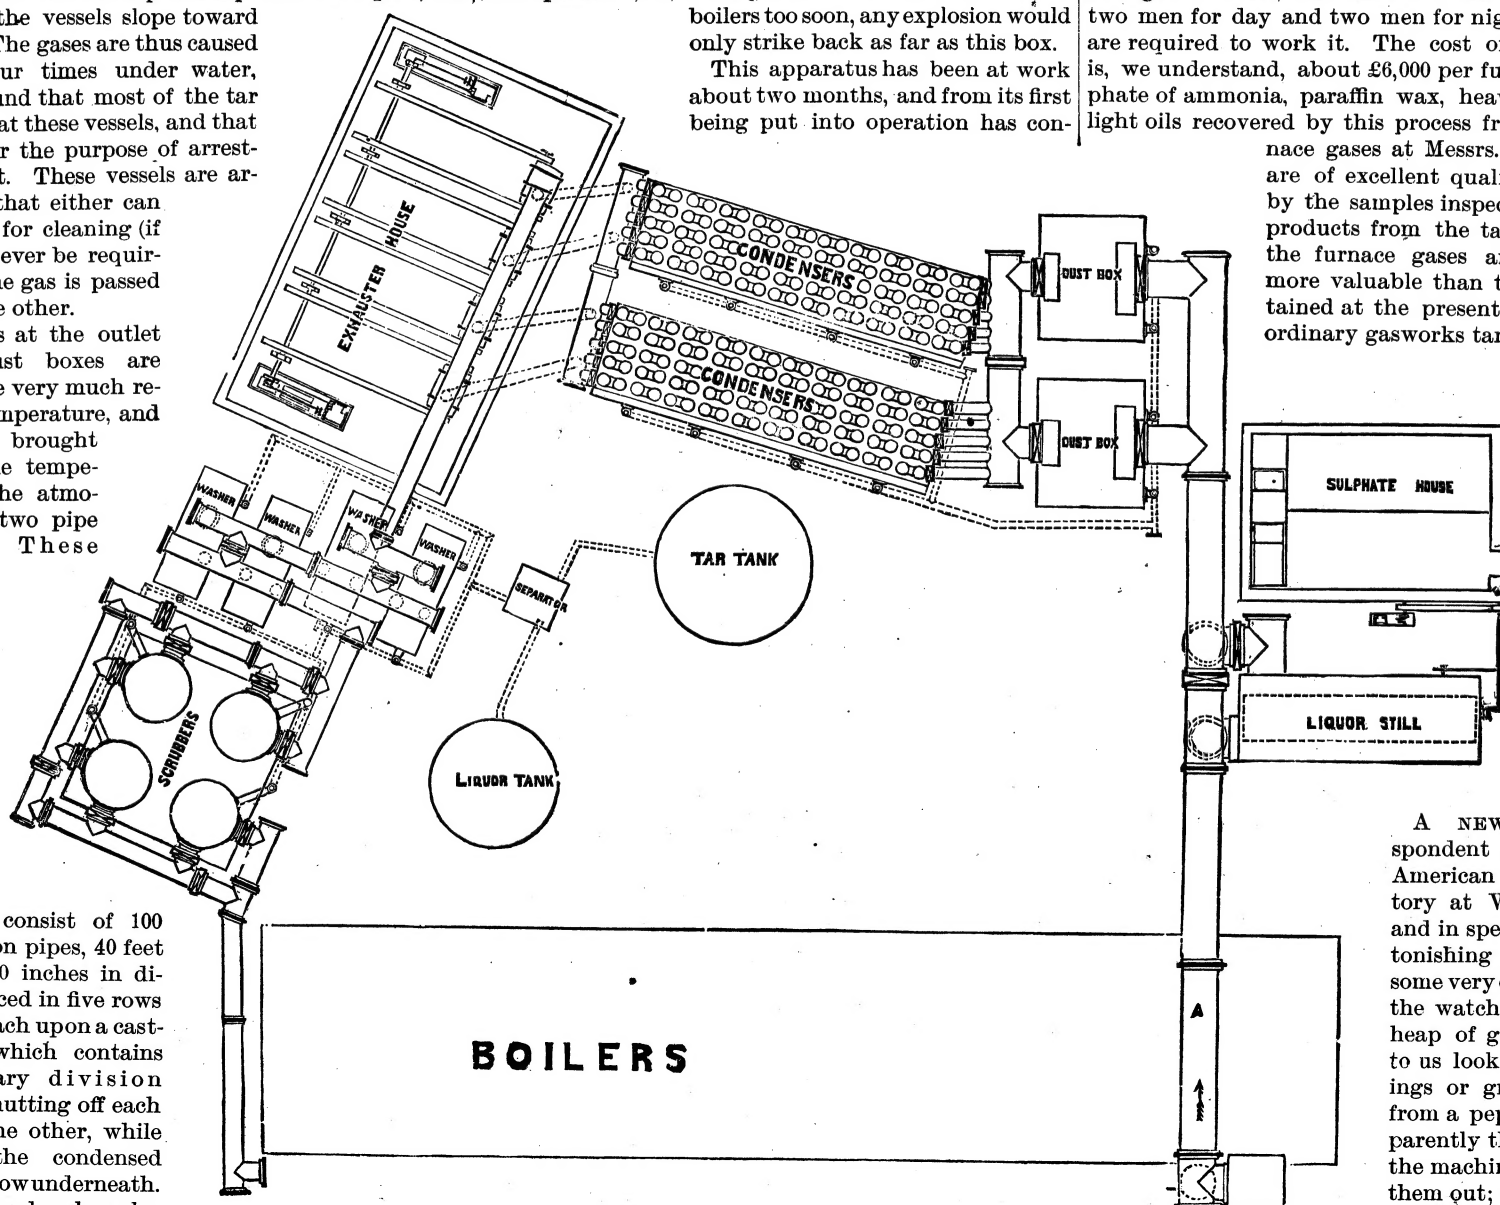 the vessels slope toward
The gases are thus caused
ur times under water,
und that most of the tar
at these vessels, and that
r the purpose of arrest-
t. These vessels are ar-
that either can
for cleaning (if
ever be requir-
e gas is passed
e other.
s at the outlet
ust boxes are
e very much re-
mperature, and
brought
e tempe-
he atmo-
two pipe
These
consist of 100
on pipes, 40 feet
0 inches in di-
ced in five rows
ach upon a cast-
which contains
ary division
hutting off each
he other, while
the condensed
ow underneath.
boilers too soon, any explosion would
only strike back as far as this box.
This apparatus has been at work
about two months, and from its first
being put into operation has con-
two men for day and two men for nig
are required to work it. The cost o
is, we understand, about £6,000 per fu
phate of ammonia, paraffin wax, heav
light oils recovered by this process fr
nace gases at Messrs.
are of excellent quali
by the samples inspec
products from the ta
the furnace gases a
more valuable than t
tained at the present
ordinary gasworks tar
EXHAUSTER HOUSE
CONDENSERS
CONDENSERS
DUST BOX
DUST BOX
SULPHATE HOUSE
WASHER
WASHER
WASHER
WASHER
SEPARATOR
TAR TANK
LIQUOR TANK
SCRUBBERS
LIQUOR STILL
BOILERS
A
A NEW
spondent
American
tory at W
and in spe
tonishing
some very
the watch
heap of g
to us look
ings or gr
from a pep
parently th
the machin
them out;